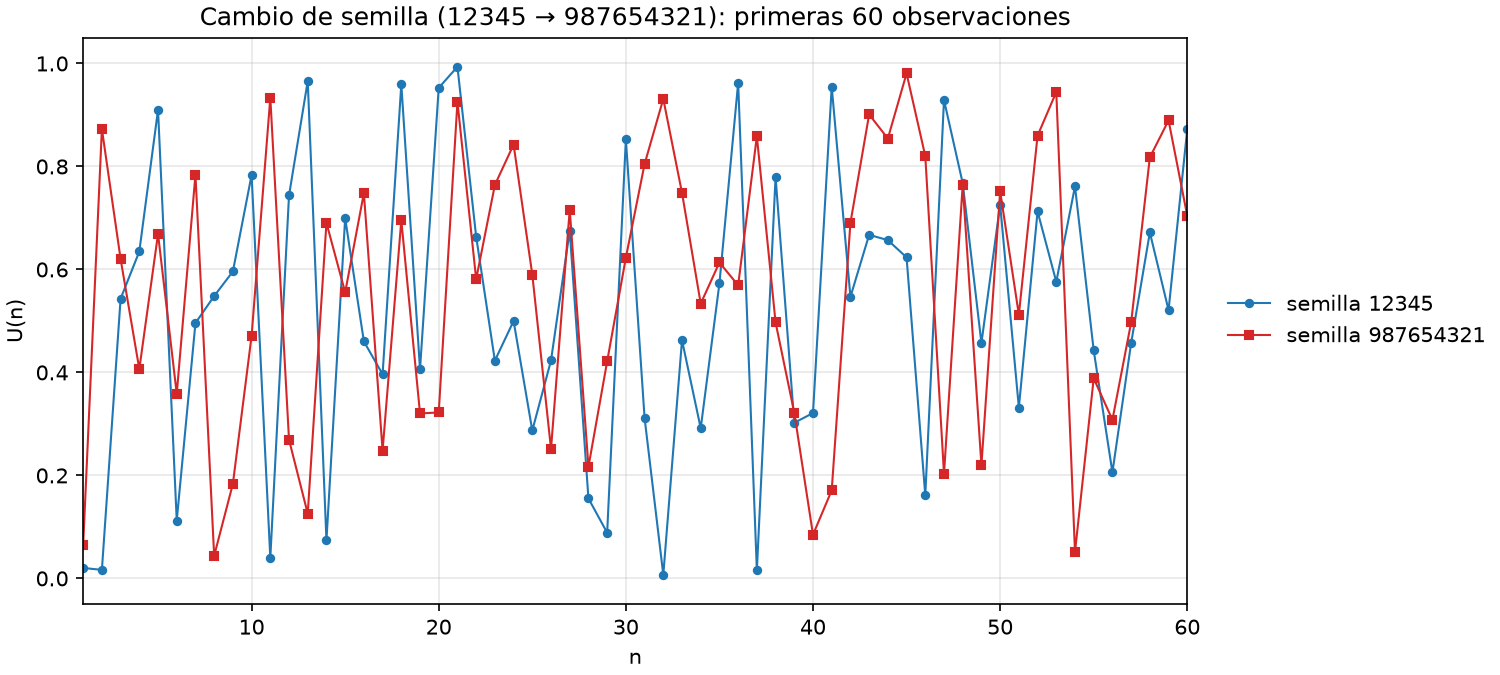 Cambio de semilla (12345 → 987654321): primeras 60 observaciones
U(n)
1.0
0.8
0.6
0.4
0.2
0.0
10 20 30 40 50 60
n
semilla 12345
semilla 987654321